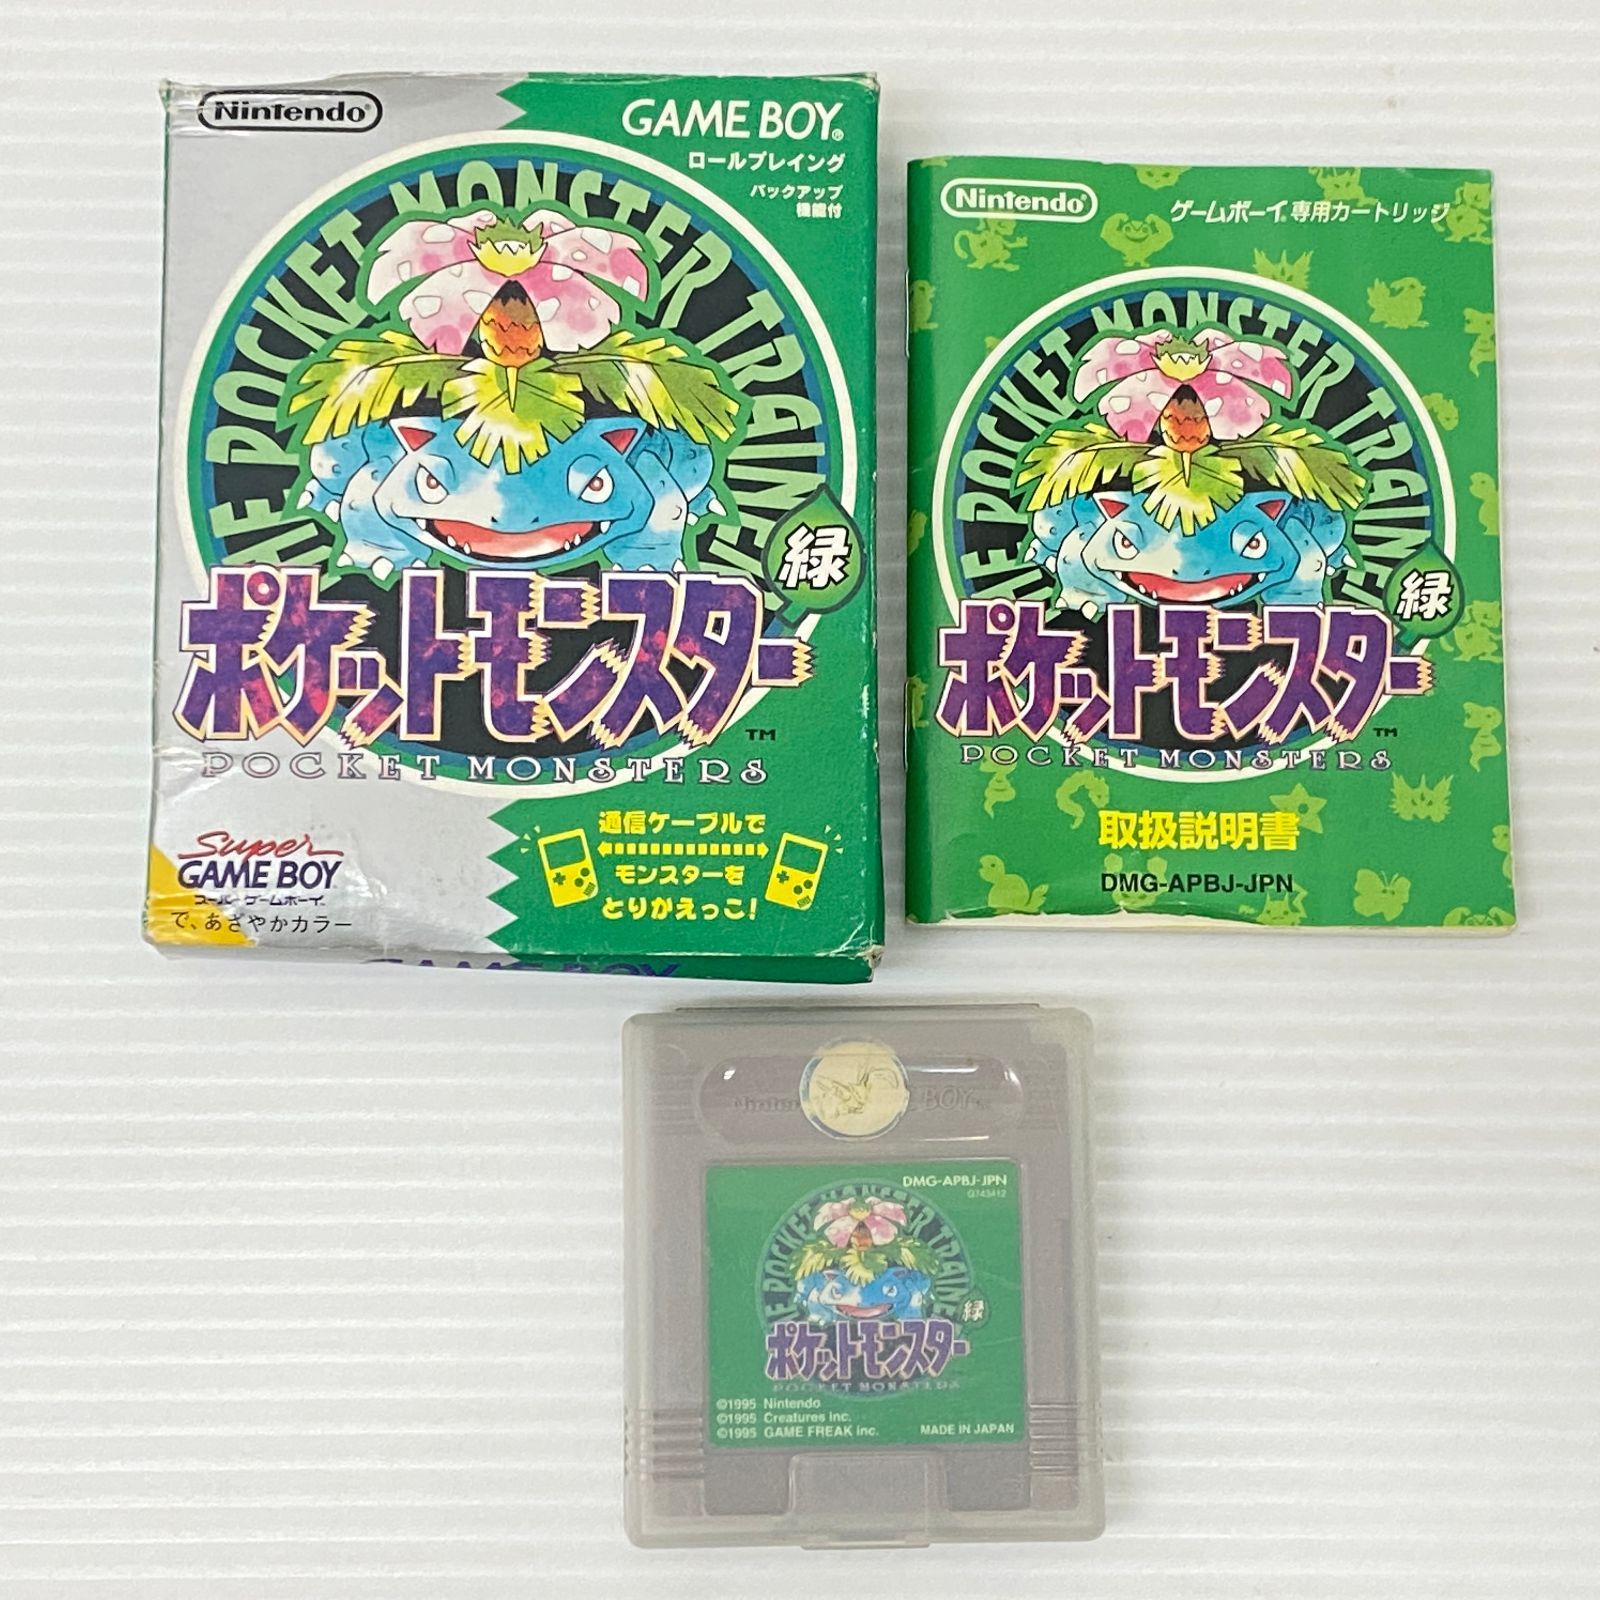 Nintendo
GAME BOY
ロールプレイング
バックアップ
機能付
THE POCKET MONSTER TRAINER
緑
ポケットモンスター
TM
POCKET MONSTERS
Super
GAME BOY
スーパーゲームボーイ
で、あざやかカラー
通信ケーブルで
モンスターを
とりかえっこ!
GAME BOY
Nintendo
ゲームボーイ専用カートリッジ
THE POCKET MONSTER TRAINER
緑
ポケットモンスター
TM
POCKET MONSTERS
取扱説明書
DMG-APBJ-JPN
BOY
DMG-APBJ-JPN
THE POCKET MONSTER TRAINE
緑
ポケットモンスター
POCKET MONSTERS
©1995 Nintendo
©1995 Creatures inc.
©1995 GAME FREAK inc.
MADE IN JAPAN